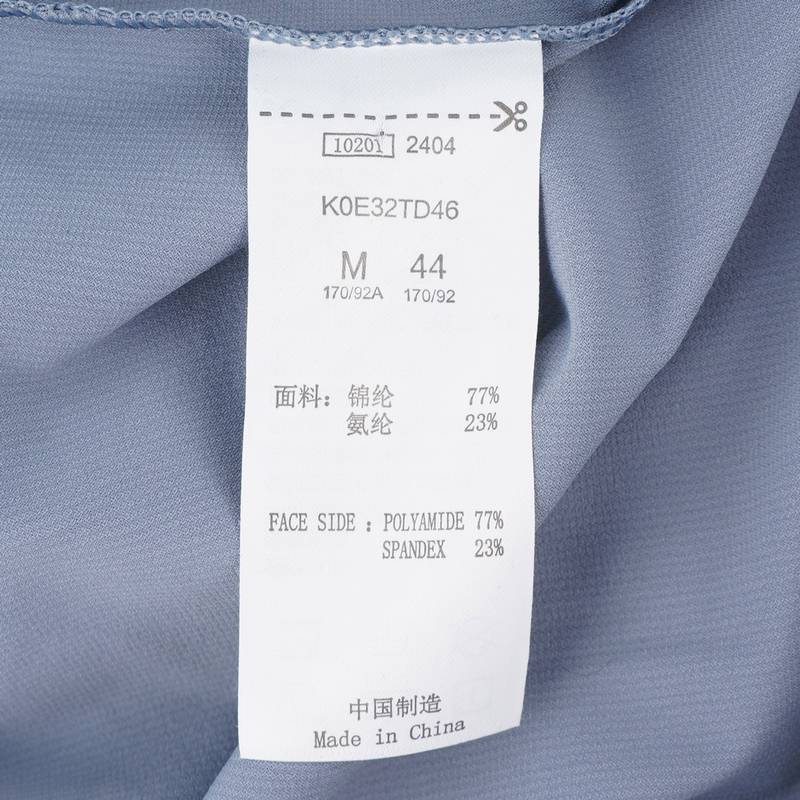 10201 2404
K0E32TD46
M 44
170/92A 170/92
面料：锦纶 77%
氨纶 23%
FACE SIDE : POLYAMIDE 77%
SPANDEX 23%
中国制造
Made in China